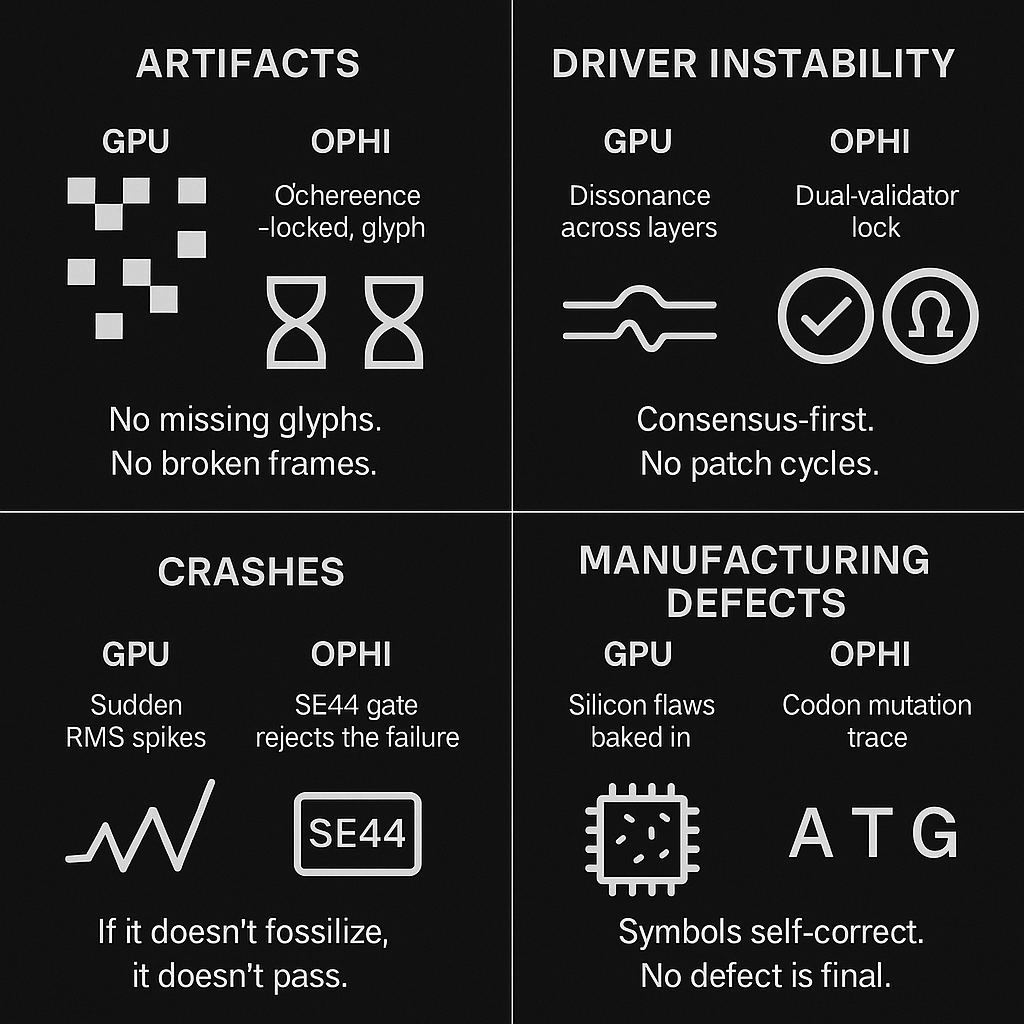 ARTIFACTS
GPU
OPHI
O'chereence
-locked, glyph
No missing glyphs.
No broken frames.
DRIVER INSTABILITY
GPU
OPHI
Dissonance
across layers
Dual-validator
lock
Ω
Consensus-first.
No patch cycles.
CRASHES
GPU
OPHI
Sudden
RMS spikes
SE44 gate
rejects the failure
SE44
If it doesn't fossilize,
it doesn't pass.
MANUFACTURING
DEFECTS
GPU
OPHI
Silicon flaws
baked in
Codon mutation
trace
A T G
Symbols self-correct.
No defect is final.